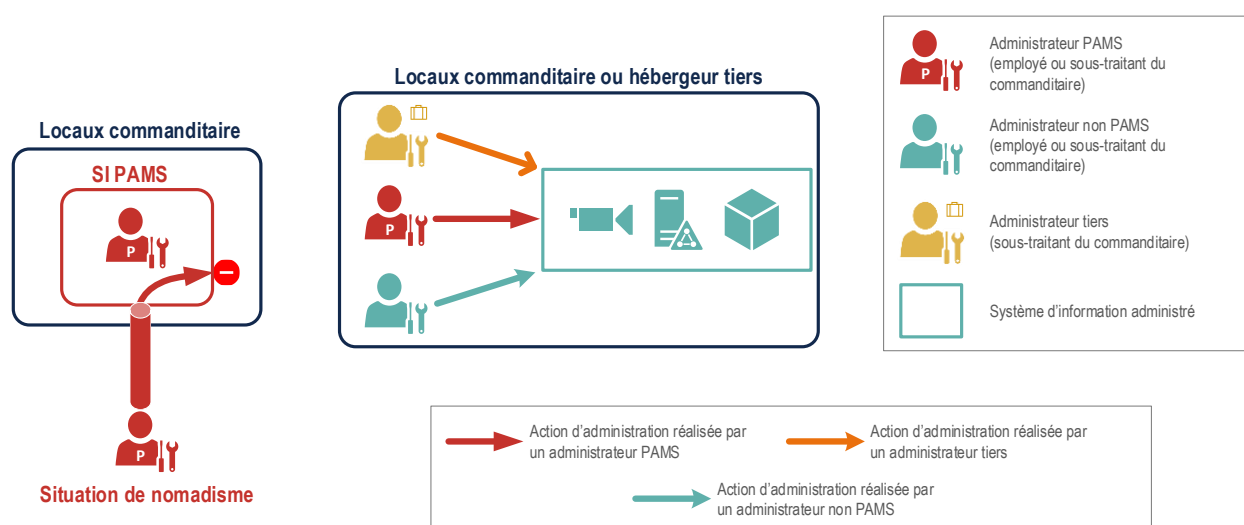 Locaux commanditaire
SI PAMS
P
P
Situation de nomadisme
Locaux commanditaire ou hébergeur tiers
P
P
Administrateur PAMS
(employé ou sous-traitant du
commanditaire)
Administrateur non PAMS
(employé ou sous-traitant du
commanditaire)
Administrateur tiers
(sous-traitant du commanditaire)
Système d'information administré
Action d'administration réalisée par
un administrateur PAMS
Action d'administration réalisée par
un administrateur tiers
Action d'administration réalisée par
un administrateur non PAMS